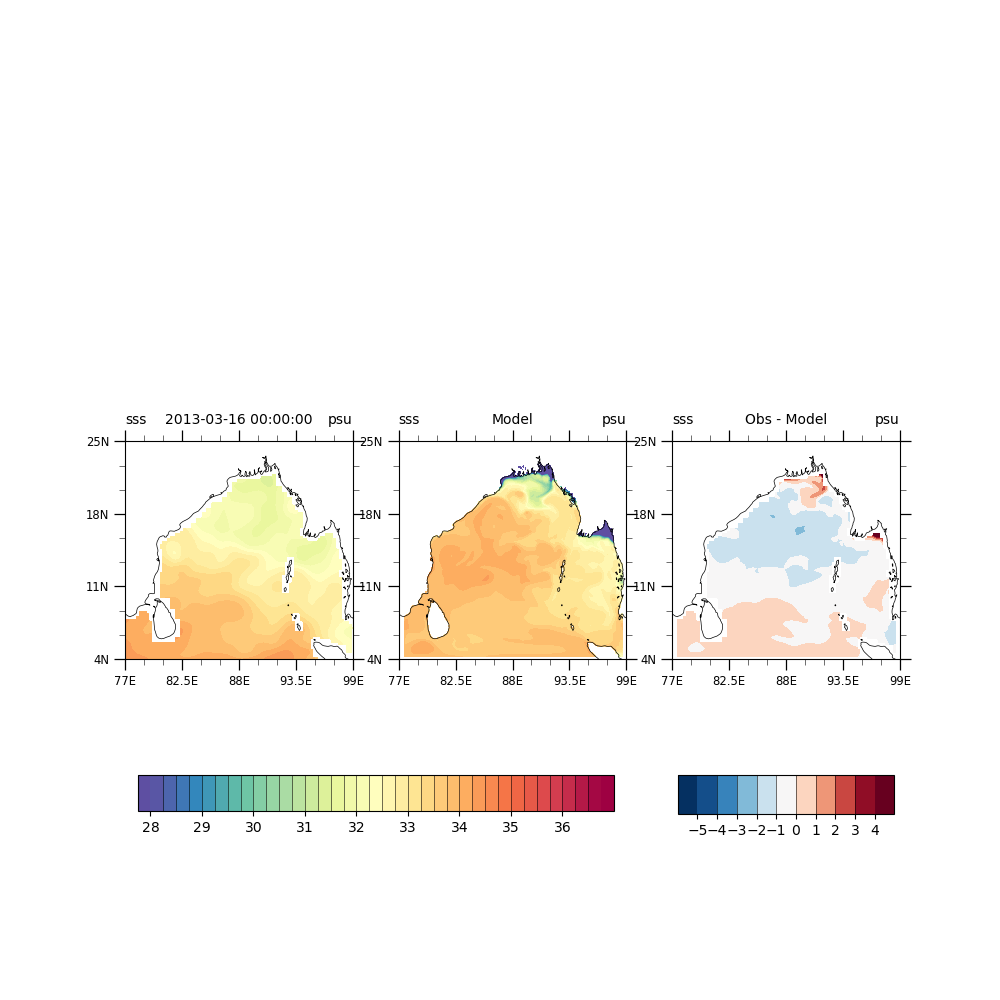 sss 2013-03-16 00:00:00 psu sss Model psu sss Obs - Model psu
25N 25N 25N
18N 18N 18N
11N 11N 11N
4N 4N 4N
77E 82.5E 88E 93.5E 99E 77E 82.5E 88E 93.5E 99E 77E 82.5E 88E 93.5E 99E
28 29 30 31 32 33 34 35 36 −5 −4 −3 −2 −1 0 1 2 3 4